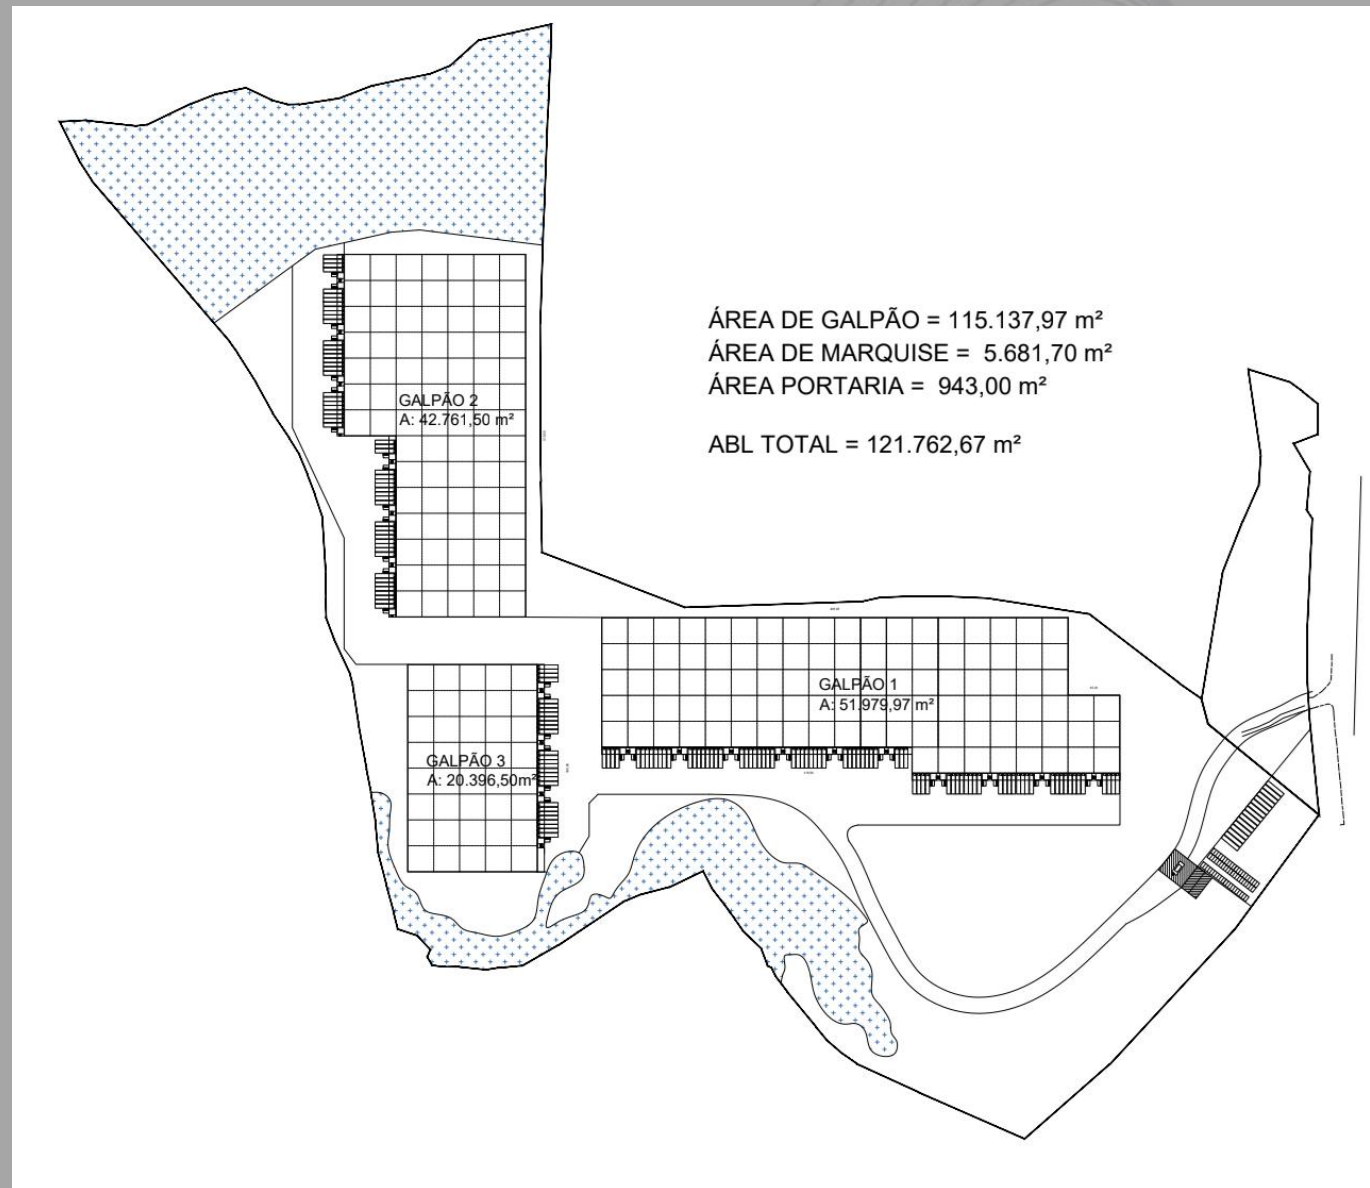 ÁREA DE GALPÃO = 115.137,97 m²
ÁREA DE MARQUISE = 5.681,70 m²
ÁREA PORTARIA = 943,00 m²
ABL TOTAL = 121.762,67 m²
GALPÃO 2
A: 42.761,50 m²
GALPÃO 1
A: 51.979,97 m²
GALPÃO 3
A: 20.396,50m²